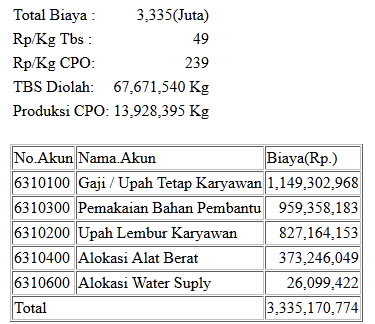 Total Biaya : 3,335(Juta)
Rp/Kg Tbs : 49
Rp/Kg CPO: 239
TBS Diolah: 67,671,540 Kg
Produksi CPO: 13,928,395 Kg
No.Akun Nama.Akun Biaya(Rp.)
6310100 Gaji / Upah Tetap Karyawan 1,149,302,968
6310300 Pemakaian Bahan Pembantu 959,358,183
6310200 Upah Lembur Karyawan 827,164,153
6310400 Alokasi Alat Berat 373,246,049
6310600 Alokasi Water Suply 26,099,422
Total 3,335,170,774